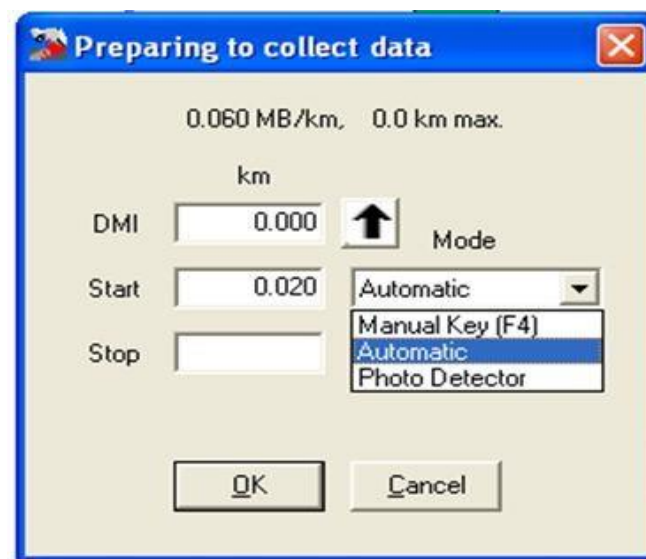 Preparing to collect data
0.060 MB/km, 0.0 km max.
km
DMI 0.000
Mode
Start 0.020 Automatic
Manual Key (F4)
Stop Automatic
Photo Detector
OK Cancel